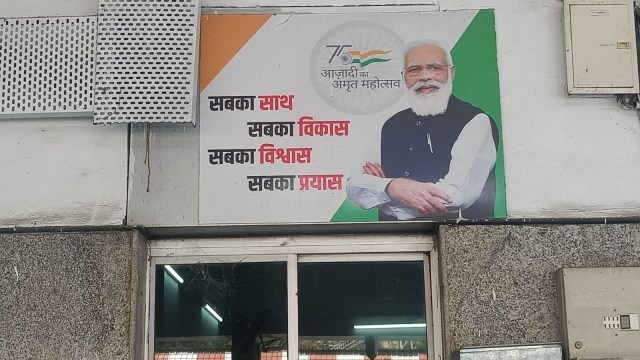 75
आज़ादी का
अमृत महोत्सव
सबका साथ
सबका विकास
सबका विश्वास
सबका प्रयास